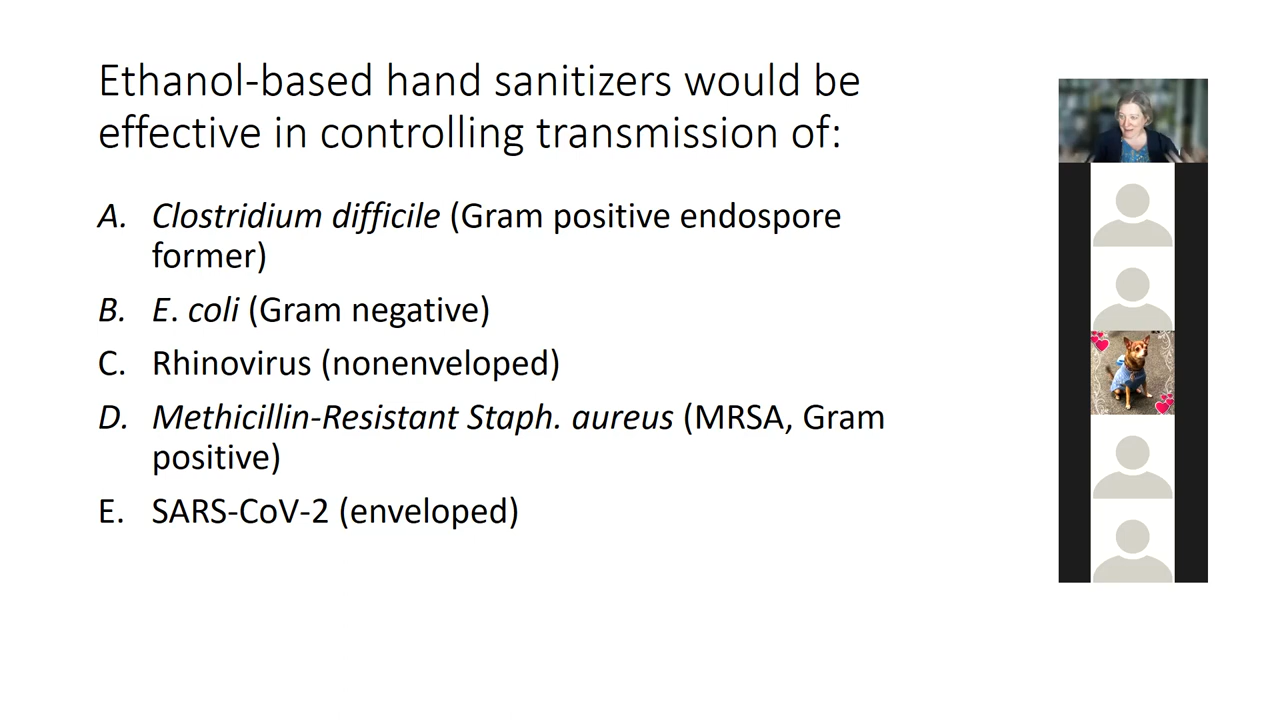 Ethanol-based hand sanitizers would be
effective in controlling transmission of:
A. Clostridium difficile (Gram positive endospore
former)
B. E. coli (Gram negative)
C. Rhinovirus (nonenveloped)
D. Methicillin-Resistant Staph. aureus (MRSA, Gram
positive)
E. SARS-CoV-2 (enveloped)